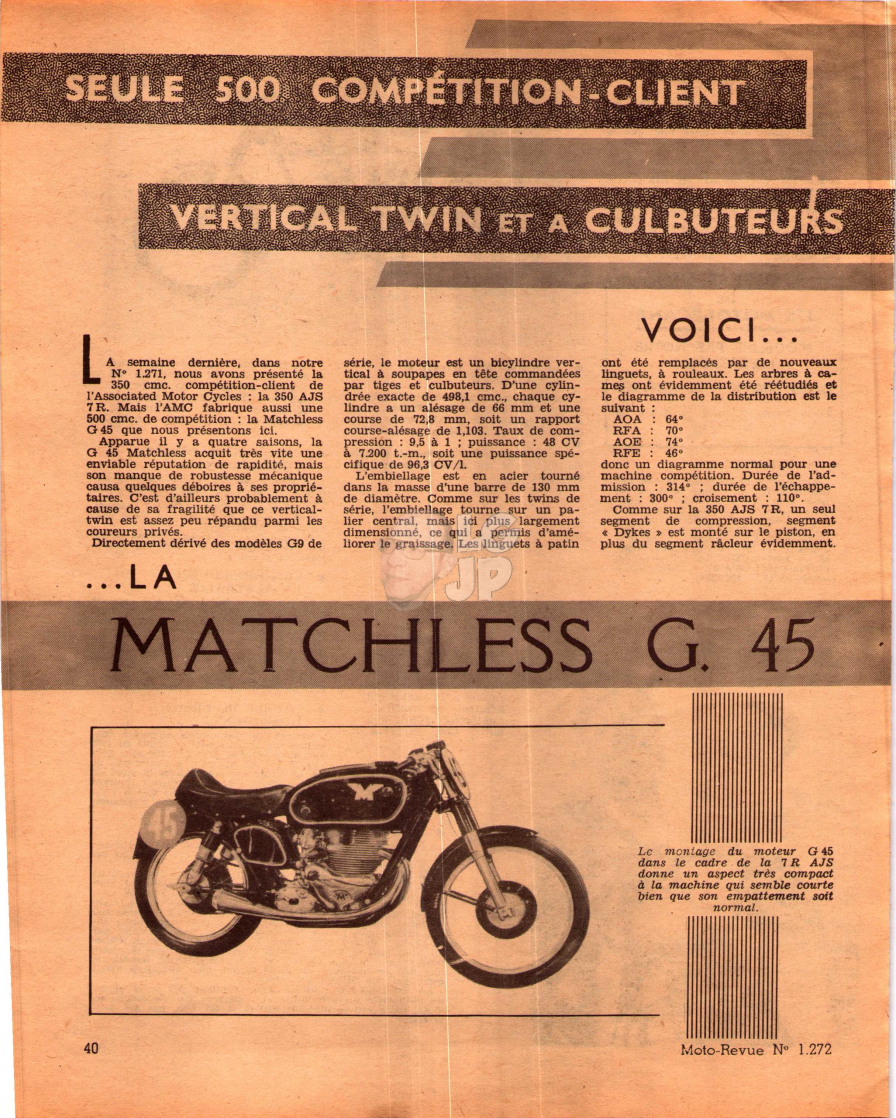 SEULE 500 COMPÉTITION-CLIENT
VERTICAL TWIN ET A CULBUTEURS
VOICI...
LA semaine dernière, dans notre
N° 1.271, nous avons présenté la
350 cmc. compétition-client de
l'Associated Motor Cycles : la 350 AJS
7 R. Mais l'AMC fabrique aussi une
500 cmc. de compétition : la Matchless
G 45 que nous présentons ici.
Apparue il y a quatre saisons, la
G 45 Matchless acquit très vite une
enviable réputation de rapidité, mais
son manque de robustesse mécanique
causa quelques déboires à ses proprié-
taires. C'est d'ailleurs probablement à
cause de sa fragilité que ce vertical-
twin est assez peu répandu parmi les
coureurs privés.
Directement dérivé des modèles G9 de
série, le moteur est un bicylindre ver-
tical à soupapes en tête commandées
par tiges et culbuteurs. D'une cylin-
drée exacte de 498,1 cmc., chaque cy-
lindre a un alésage de 66 mm et une
course de 72,8 mm, soit un rapport
course-alésage de 1,103. Taux de com-
pression : 9,5 à 1 ; puissance : 48 CV
à 7.200 t.-m., soit une puissance spé-
cifique de 96,3 CV/l.
L'embiellage est en acier tourné
dans la masse d'une barre de 130 mm
de diamètre. Comme sur les twins de
série, l'embiellage tourne sur un pa-
lier central, mais ici plus largement
dimensionné, ce qui a permis d'amé-
liorer le graissage. Les linguets à patin
ont été remplacés par de nouveaux
linguets, à rouleaux. Les arbres à ca-
mes ont évidemment été réétudiés et
le diagramme de la distribution est le
suivant :
AOA : 64°
RFA : 70°
AOE : 74°
RFE : 46°
donc un diagramme normal pour une
machine compétition. Durée de l'ad-
mission : 314° ; durée de l'échappe-
ment : 300° ; croisement : 110°.
Comme sur la 350 AJS 7 R, un seul
segment de compression, segment
« Dykes » est monté sur le piston, en
plus du segment râcleur évidemment.
...LA
MATCHLESS G. 45
45
M
Le montage du moteur G 45
dans le cadre de la 7 R AJS
donne un aspect très compact
à la machine qui semble courte
bien que son empattement soit
normal.
40
Moto-Revue N° 1.272
JP